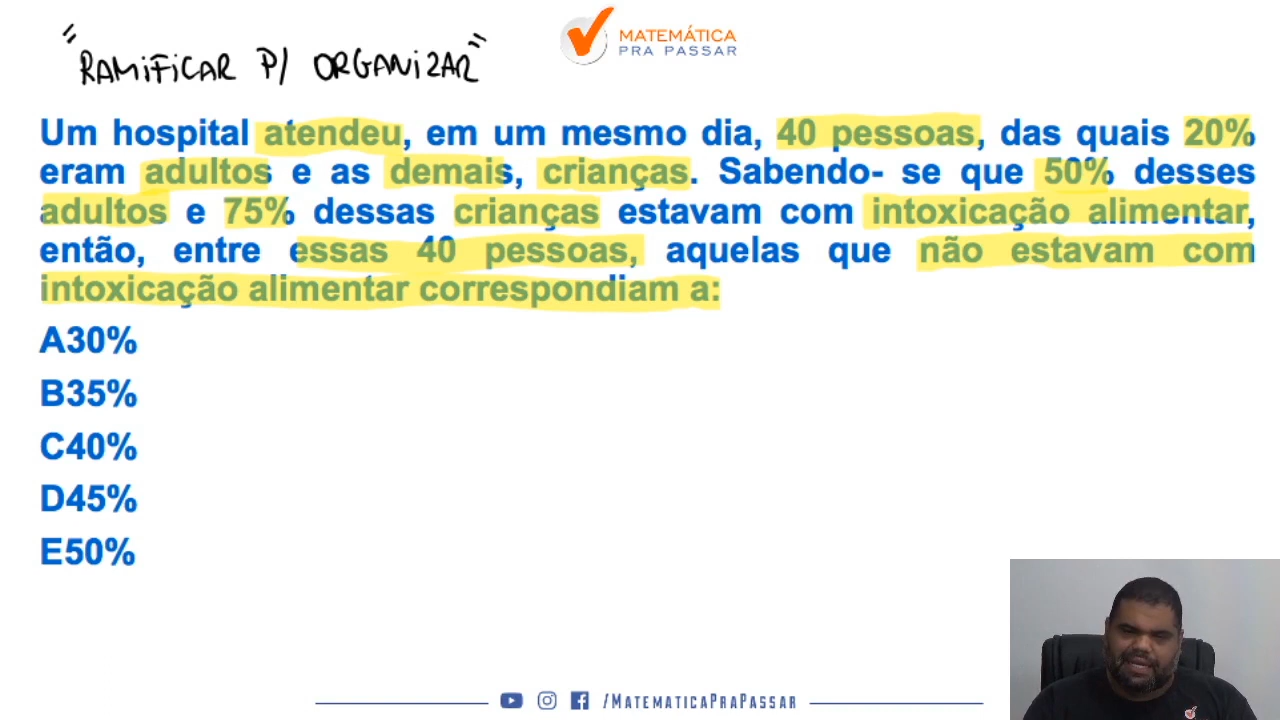 "RAMIFICAR P/ ORGANIZAR"
MATEMÁTICA
PRA PASSAR
Um hospital atendeu, em um mesmo dia, 40 pessoas, das quais 20%
eram adultos e as demais, crianças. Sabendo- se que 50% desses
adultos e 75% dessas crianças estavam com intoxicação alimentar,
então, entre essas 40 pessoas, aquelas que não estavam com
intoxicação alimentar correspondiam a:
A30%
B35%
C40%
D45%
E50%
/MATEMATICAPRAPASSAR